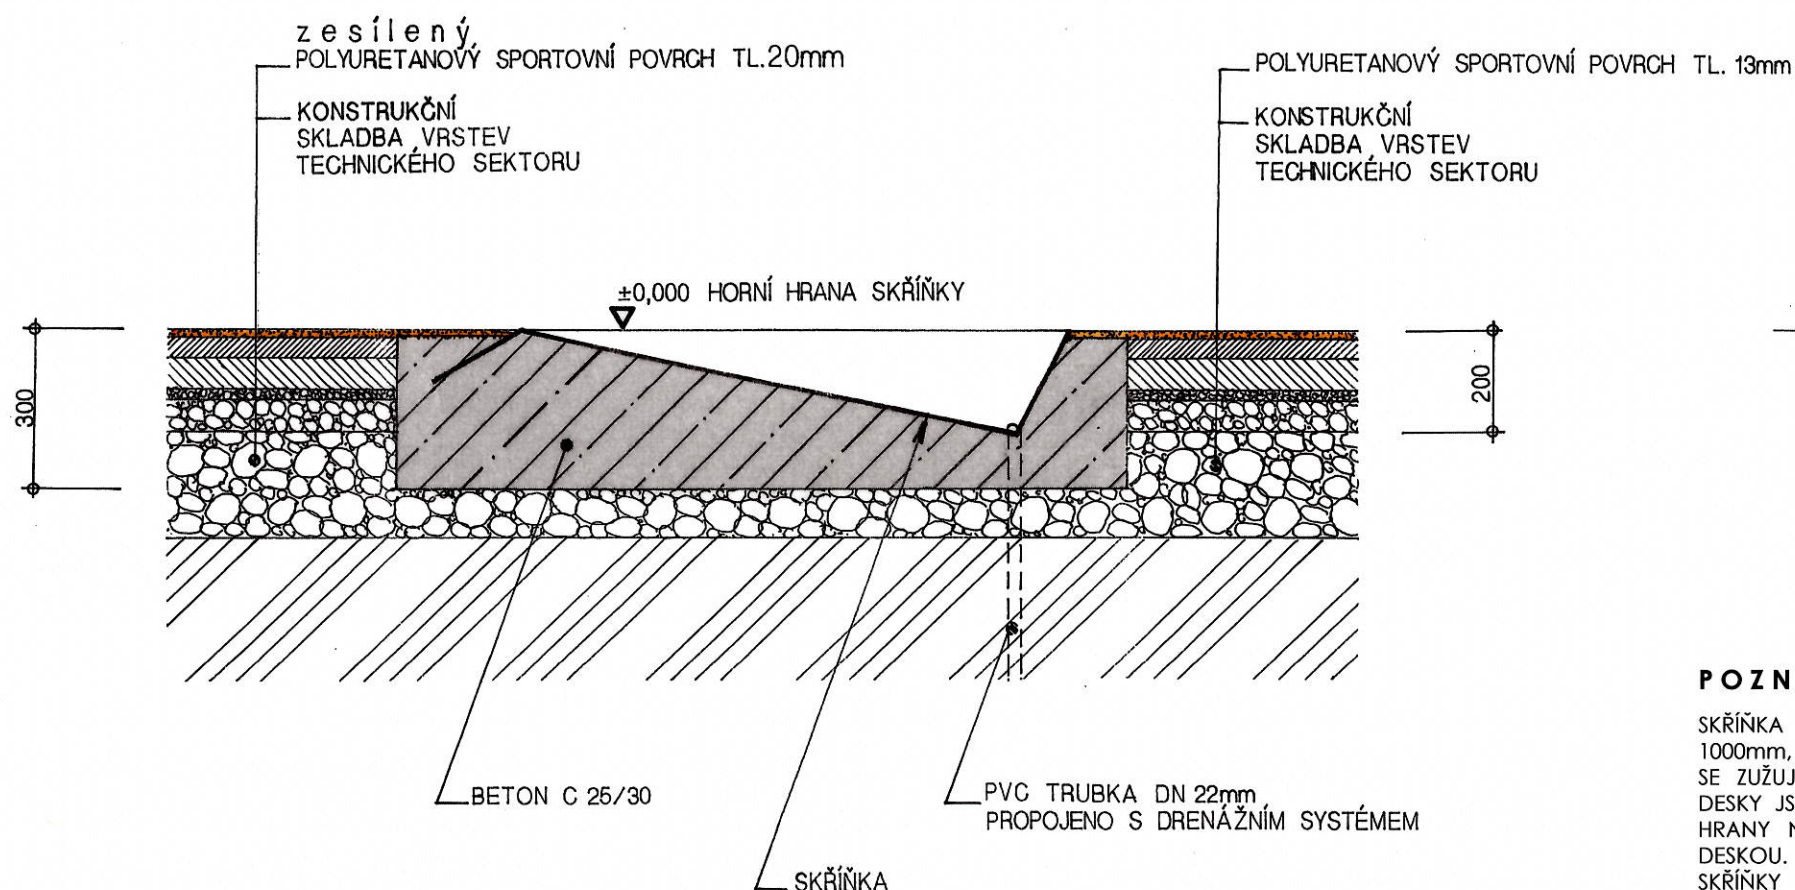 zesílený
POLYURETANOVÝ SPORTOVNÍ POVRCH TL.20mm
KONSTRUKČNÍ
SKLADBA VRSTEV
TECHNICKÉHO SEKTORU
POLYURETANOVÝ SPORTOVNÍ POVRCH TL. 13mm
KONSTRUKČNÍ
SKLADBA VRSTEV
TECHNICKÉHO SEKTORU
±0,000 HORNÍ HRANA SKŘÍŇKY
300
200
BETON C 25/30
PVC TRUBKA DN 22mm
PROPOJENO S DRENÁŽNÍM SYSTÉMEM
SKŘÍŇKA
POZN
SKŘÍŇKA
1000mm,
SE ZUŽUJ
DESKY JS
HRANY N
DESKOU.
SKŘÍŇKY